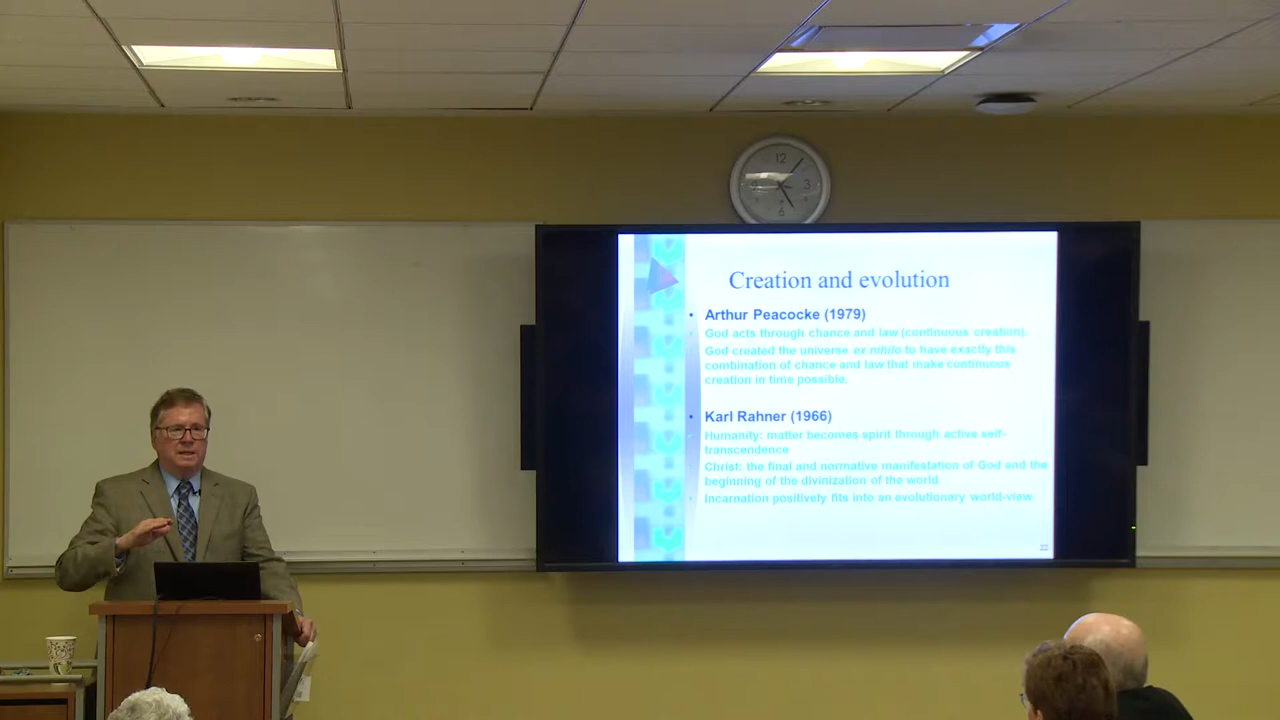 12
3
6
Creation and evolution
• Arthur Peacocke (1979)
God acts through chance and law (continuous creation).
God created the universe ex nihilo to have exactly this
combination of chance and law that make continuous
creation in time possible.
• Karl Rahner (1966)
Humanity: matter becomes spirit through active self-
transcendence
Christ: the final and normative manifestation of God and the
beginning of the divinization of the world
Incarnation positively fits into an evolutionary world-view